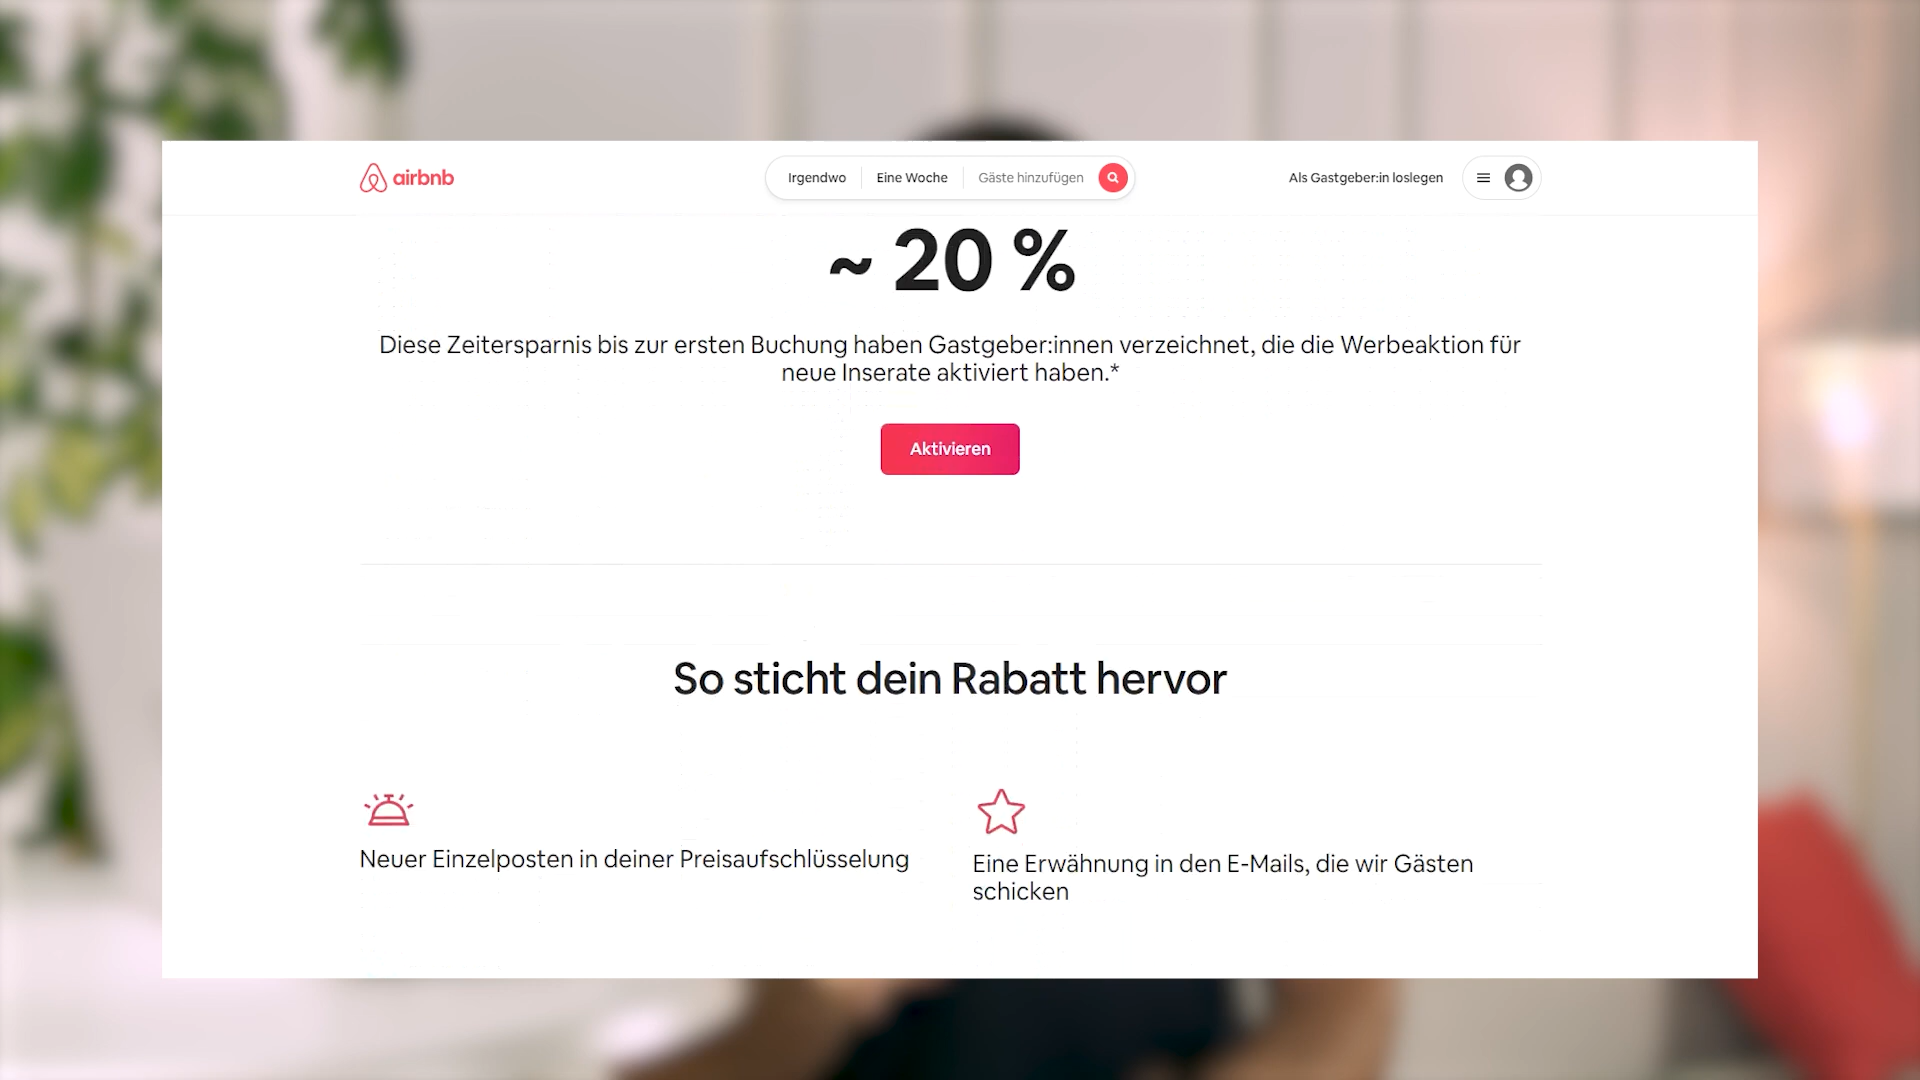 airbnb
Irgendwo
Eine Woche
Gäste hinzufügen
Als Gastgeber:in loslegen
~ 20 %
Diese Zeitersparnis bis zur ersten Buchung haben Gastgeber:innen verzeichnet, die die Werbeaktion für
neue Inserate aktiviert haben.*
Aktivieren
So sticht dein Rabatt hervor
Neuer Einzelposten in deiner Preisaufschlüsselung
Eine Erwähnung in den E-Mails, die wir Gästen
schicken